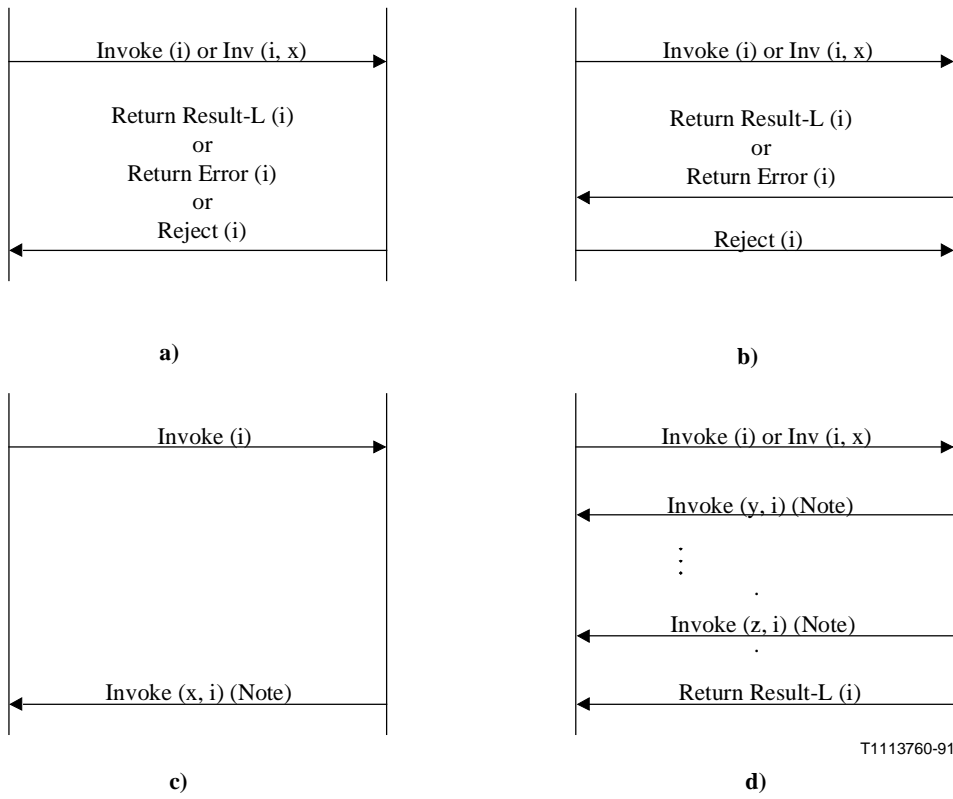 Invoke (i) or Inv (i, x)
Return Result-L (i)
or
Return Error (i)
or
Reject (i)
a)
Invoke (i) or Inv (i, x)
Return Result-L (i)
or
Return Error (i)
Reject (i)
b)
Invoke (i)
Invoke (x, i) (Note)
c)
Invoke (i) or Inv (i, x)
Invoke (y, i) (Note)
Invoke (z, i) (Note)
Return Result-L (i)
T1113760-91
d)